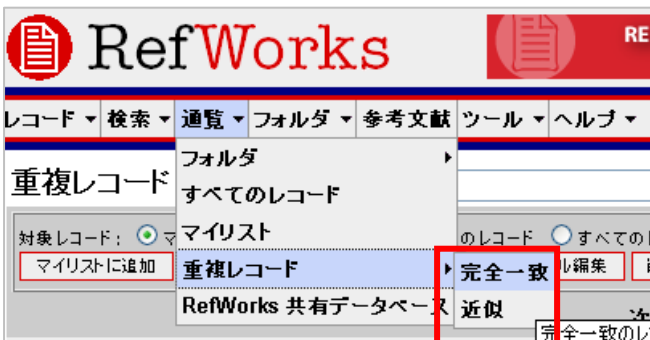 RefWorks
RE
レコード 検索 通覧 フォルダ 参考文献 ツール ヘルプ
フォルダ
重複レコード
すべてのレコード
マイリスト
対象レコード: マ のレコード すべての
マイリストに追加 重複レコード 完全一致 ル編集
RefWorks 共有データベース 近似
次
完全一致のレ